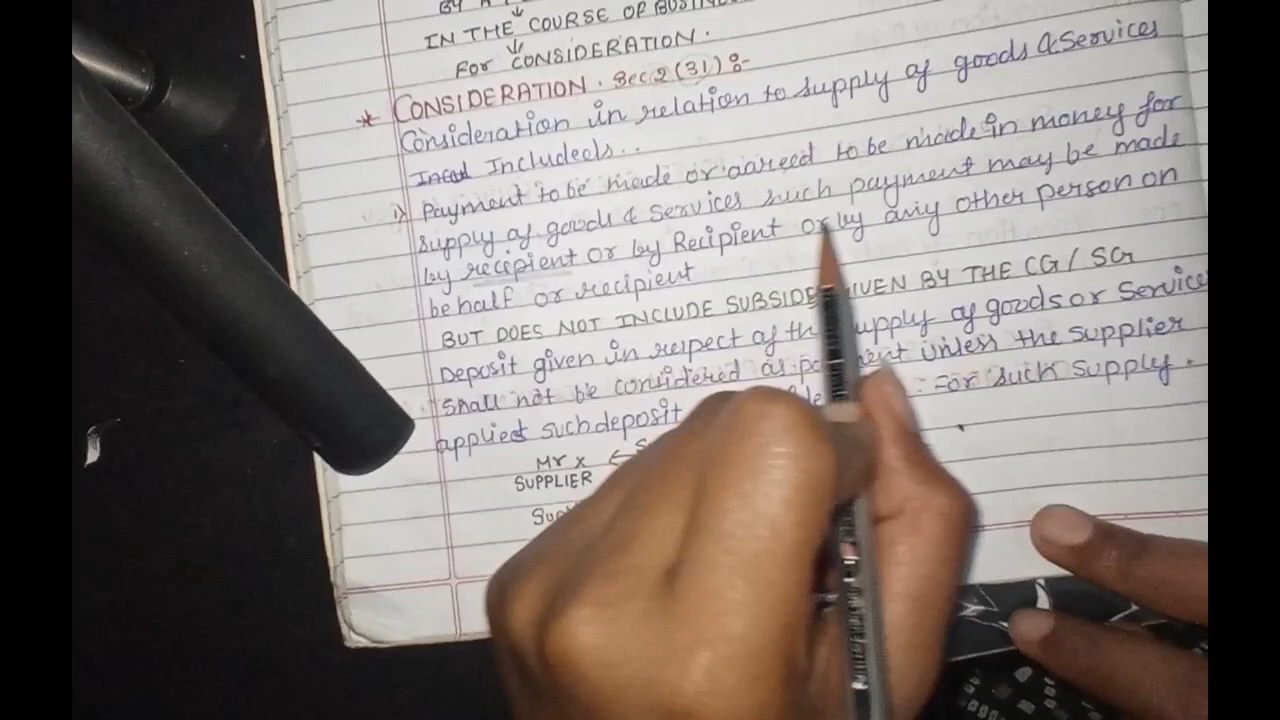 BY A
IN THE COURSE OF BUSIN
↓
FOR CONSIDERATION.
* CONSIDERATION. Sec 2 (31) :-
Consideration in relation to supply of goods & Services
Includeds..
i) Payment to be made or aareed to be made in money for
supply of goods & services such payment may be made
by recipient or by Recipient or by any other person on
behalf or recipient
BUT DOES NOT INCLUDE SUBSIDE GIVEN BY THE CG / SG
Deposit given in respect of th supply of goods or Service
Shall not be considered as payment unless the supplier
applied such deposit For such supply.
Mr X ←
SUPPLIER